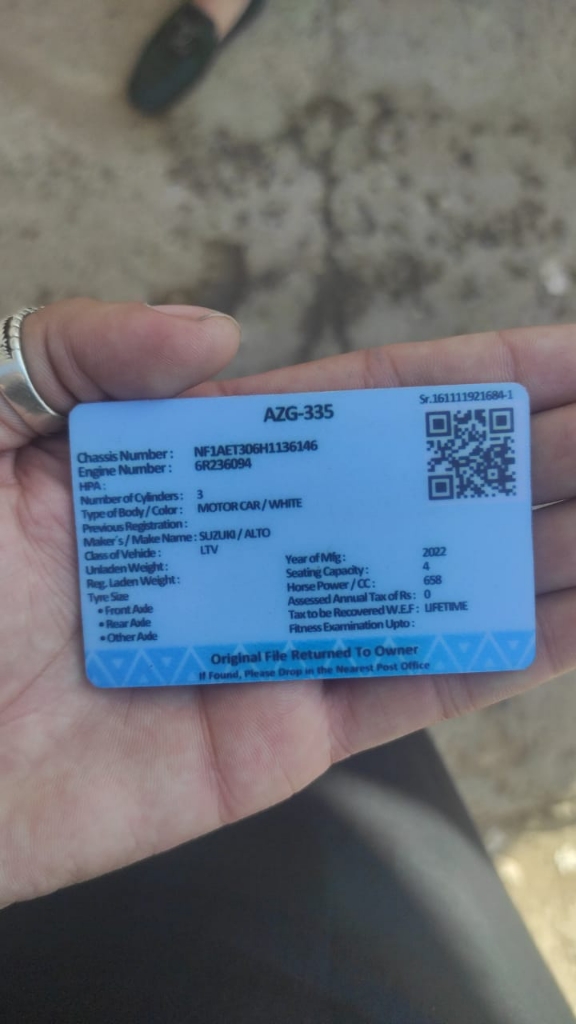 Sr.161111921684-1
AZG-335
Chassis Number : NF1AET306H1136146
Engine Number : 6R236094
HPA :
Number of Cylinders : 3
Type of Body / Color : MOTOR CAR / WHITE
Previous Registration :
Maker's / Make Name : SUZUKI / ALTO
Class of Vehicle : LTV
Unladen Weight :
Reg. Laden Weight :
Tyre Size
• Front Axle
• Rear Axle
• Other Axle
Year of Mfg : 2022
Seating Capacity : 4
Horse Power / CC : 658
Assessed Annual Tax of Rs : 0
Tax to be Recovered W.E.F : LIFETIME
Fitness Examination Upto :
Original File Returned To Owner
If Found, Please Drop in the Nearest Post Office